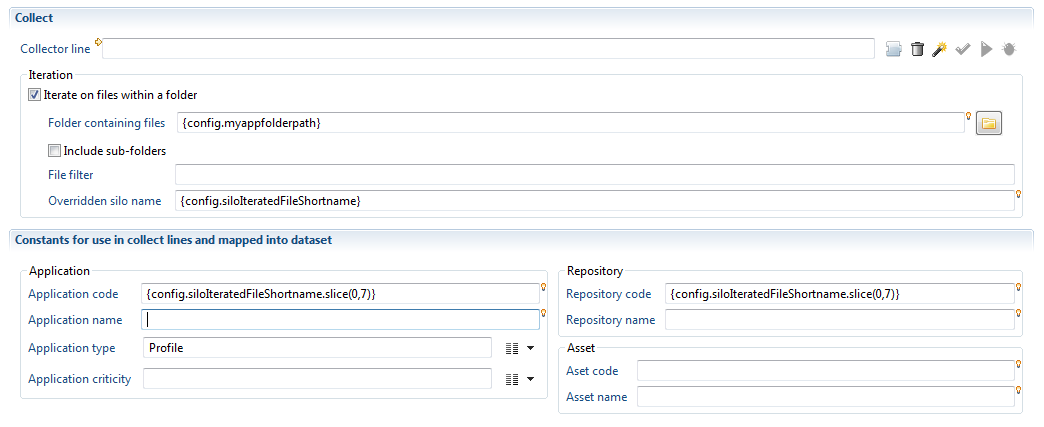 Collect
Collector line
Iteration
Iterate on files within a folder
Folder containing files {config.myappfolderpath}
Include sub-folders
File filter
Overridden silo name {config.siloIteratedFileShortname}
Constants for use in collect lines and mapped into dataset
Application
Application code {config.siloIteratedFileShortname.slice(0,7)}
Application name
Application type Profile
Application criticity
Repository
Repository code {config.siloIteratedFileShortname.slice(0,7)}
Repository name
Asset
Aset code
Asset name